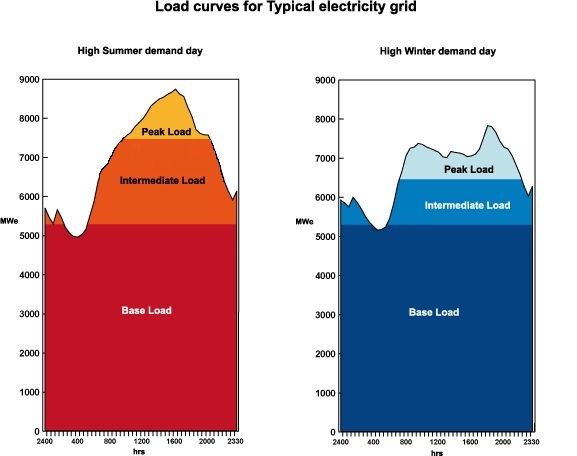 Load curves for Typical electricity grid
High Summer demand day
9000
8000
7000
6000
MWe
5000
4000
3000
2000
1000
0
Peak Load
Intermediate Load
Base Load
2400 400 800 1200 1600 2000 2330
hrs
High Winter demand day
9000
8000
7000
6000
MWe
5000
4000
3000
2000
1000
0
Peak Load
Intermediate Load
Base Load
2400 400 800 1200 1600 2000 2330
hrs